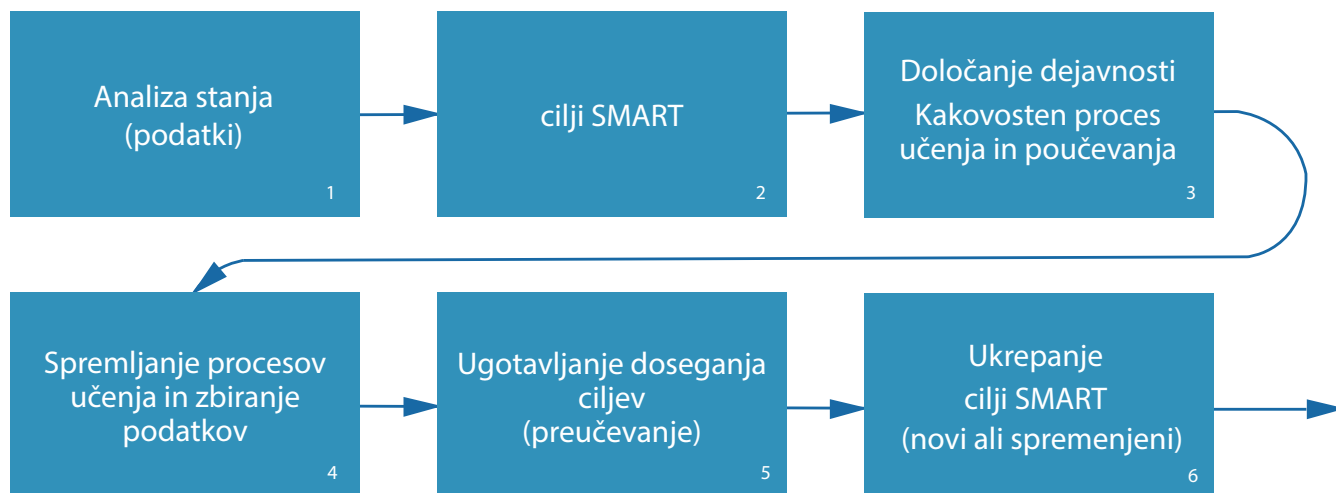 Analiza stanja
(podatki)
1
cilji SMART
2
Določanje dejavnosti
Kakovosten proces
učenja in poučevanja
3
Spremljanje procesov
učenja in zbiranje
podatkov
4
Ugotavljanje doseganja
ciljev
(preučevanje)
5
Ukrepanje
cilji SMART
(novi ali spremenjeni)
6